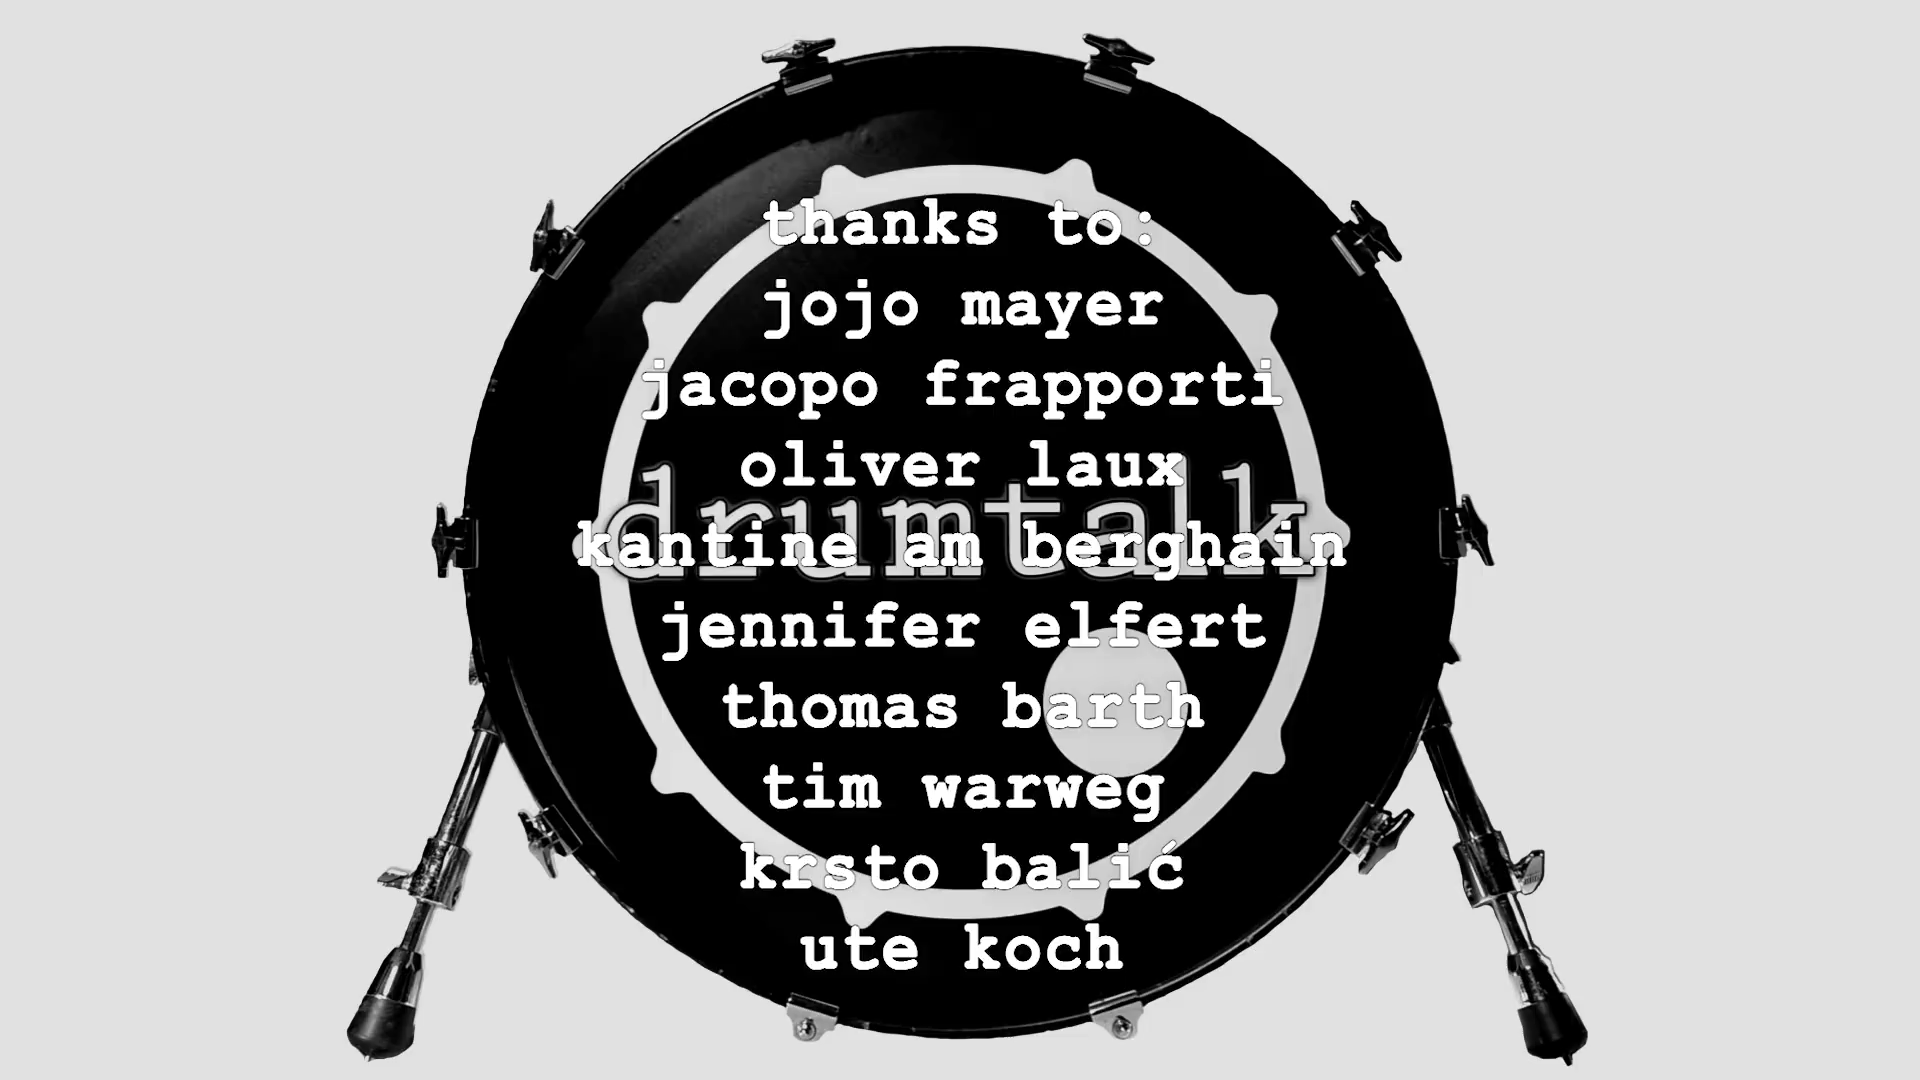 thanks to:
jojo mayer
jacopo frapporti
oliver laux
drumtalk
kantine am berghain
jennifer elfert
thomas barth
tim warweg
krsto balić
ute koch